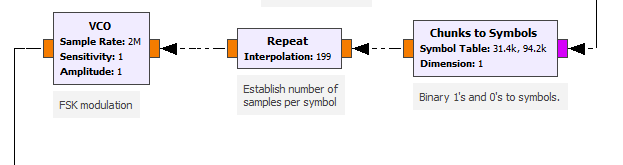 VCO
Sample Rate: 2M
Sensitivity: 1
Amplitude: 1
FSK modulation
Repeat
Interpolation: 199
Establish number of
samples per symbol
Chunks to Symbols
Symbol Table: 31.4k, 94.2k
Dimension: 1
Binary 1's and 0's to symbols.